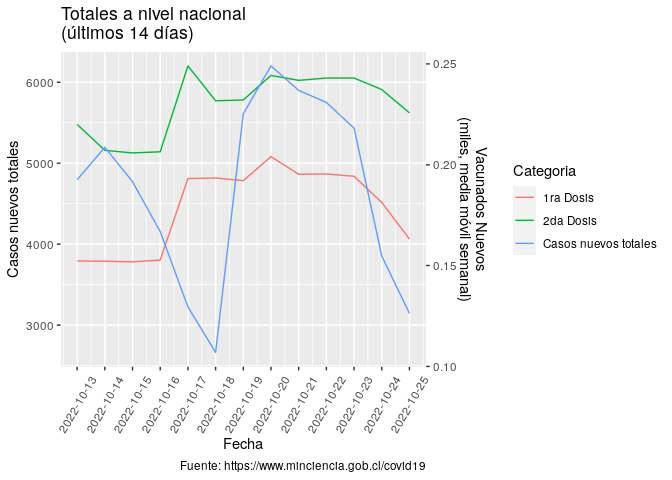 Totales a nivel nacional
(últimos 14 días)
Casos nuevos totales
6000
5000
4000
3000
0.25
0.20
0.15
0.10
Vacunados Nuevos
(miles, media móvil semanal)
2022-10-13
2022-10-14
2022-10-15
2022-10-16
2022-10-17
2022-10-18
2022-10-19
2022-10-20
2022-10-21
2022-10-22
2022-10-23
2022-10-24
2022-10-25
Fecha
Categoria
1ra Dosis
2da Dosis
Casos nuevos totales
Fuente: https://www.minciencia.gob.cl/covid19